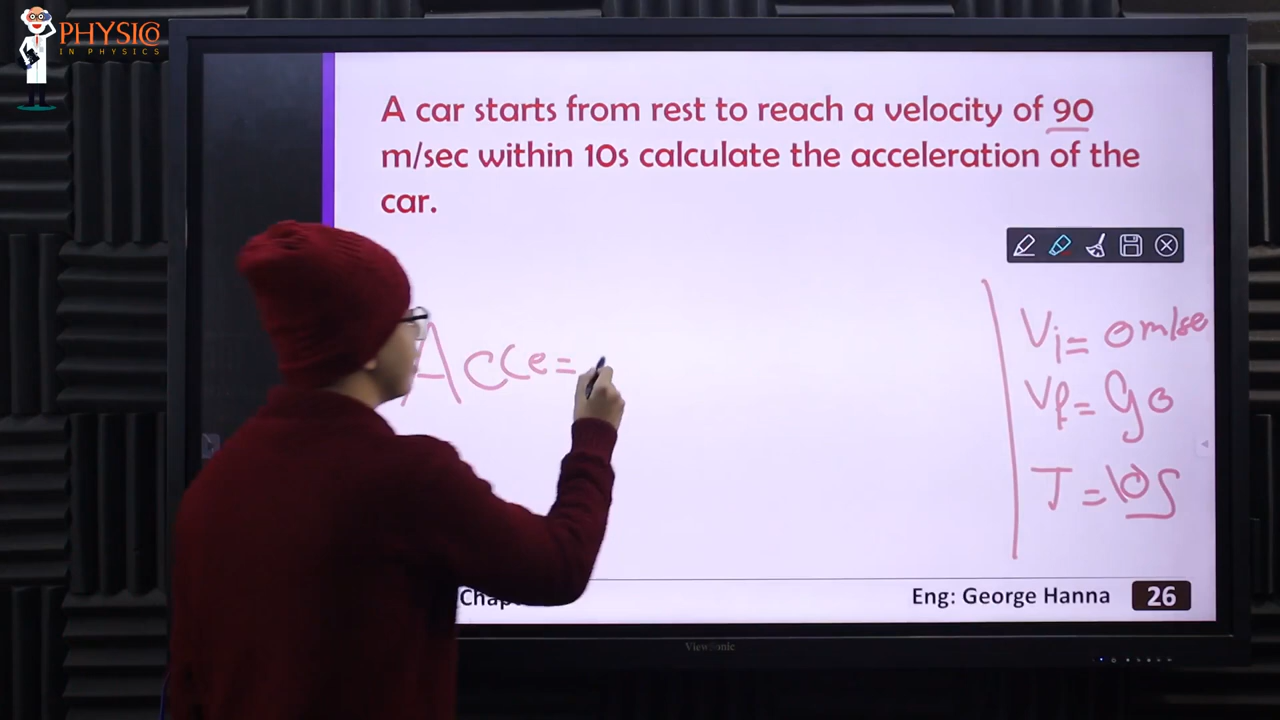 PHYSICO
IN PHYSICS
A car starts from rest to reach a velocity of 90
m/sec within 10s calculate the acceleration of the
car.
Vi = 0 m/se
Acce =
Vf = 90
T = 10s
Eng: George Hanna
26
ViewSonic